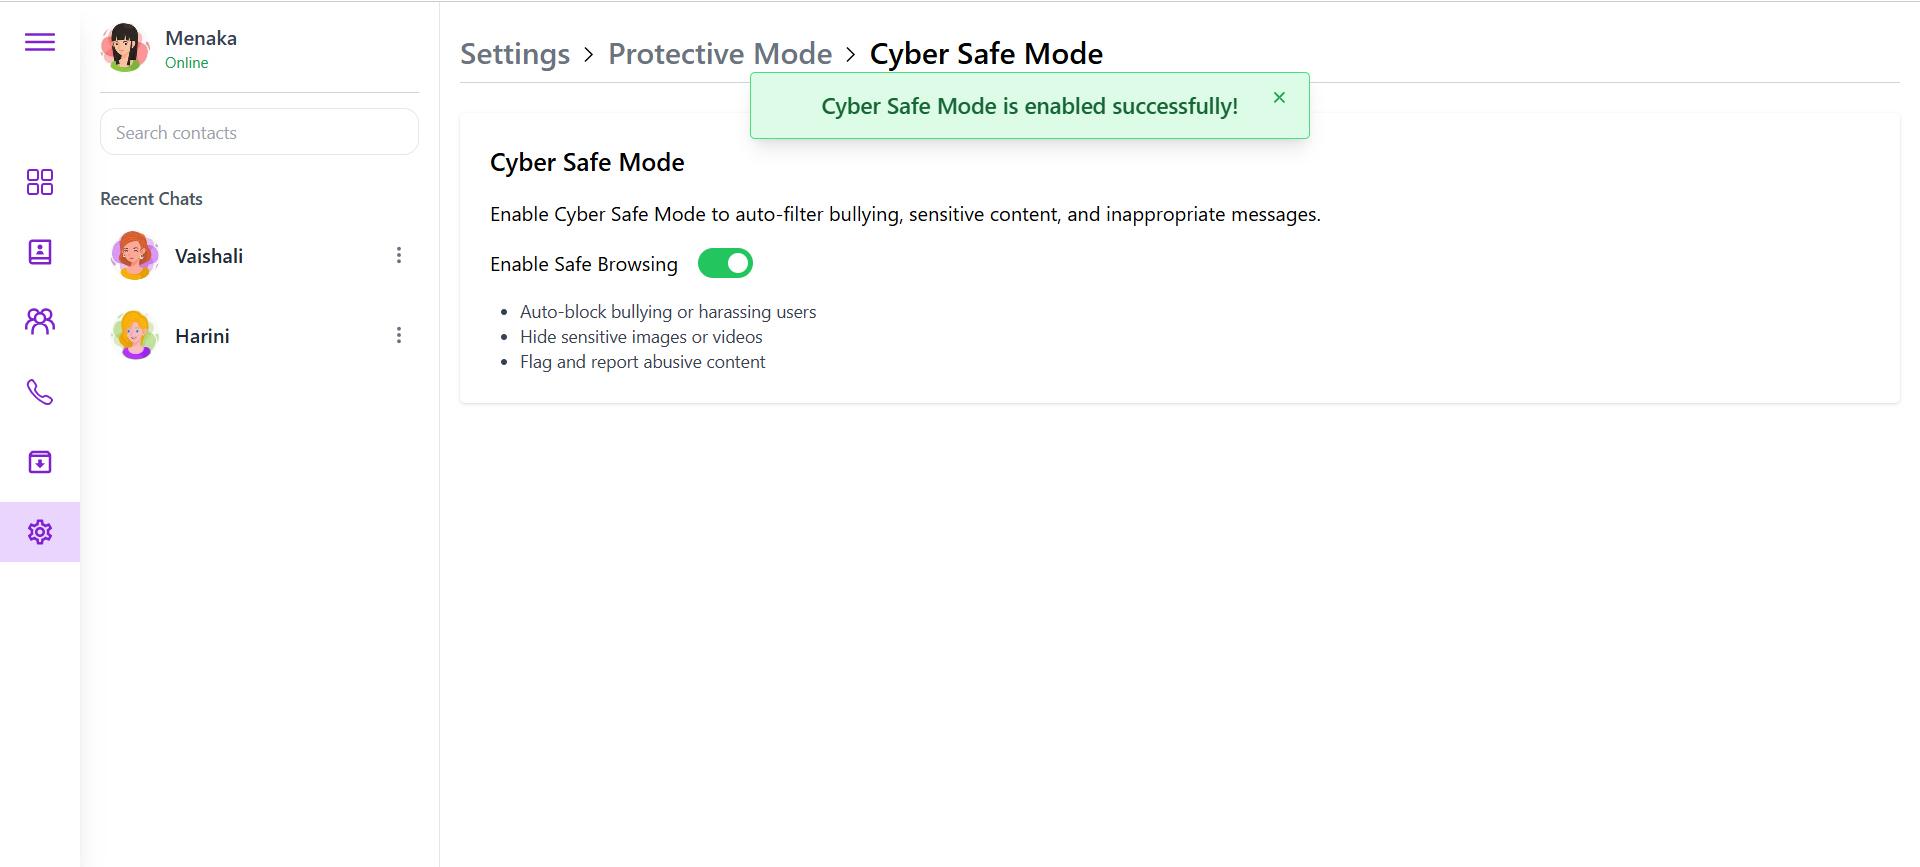 Menaka
Online
Search contacts
Recent Chats
Vaishali
Harini
Settings > Protective Mode > Cyber Safe Mode
Cyber Safe Mode is enabled successfully!
Cyber Safe Mode
Enable Cyber Safe Mode to auto-filter bullying, sensitive content, and inappropriate messages.
Enable Safe Browsing
• Auto-block bullying or harassing users
• Hide sensitive images or videos
• Flag and report abusive content